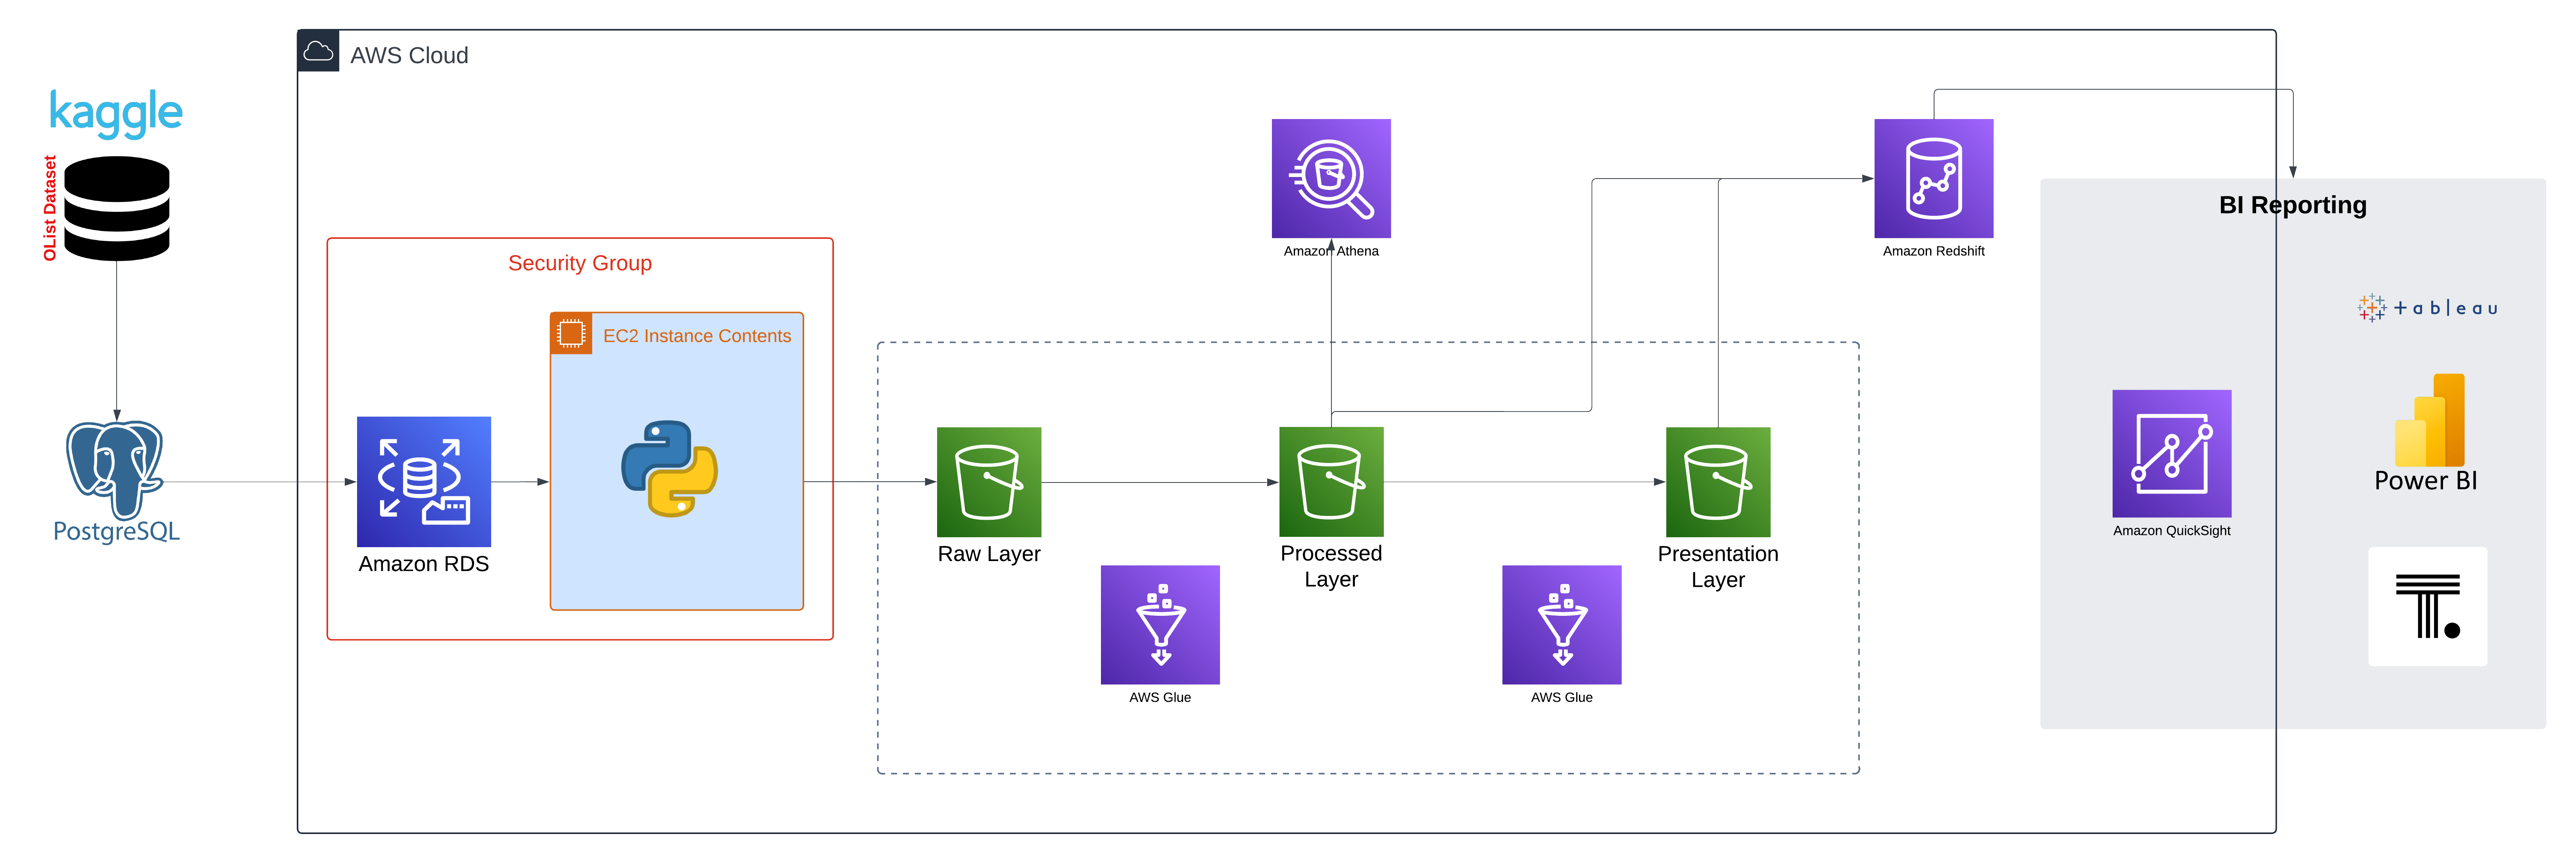 AWS Cloud
kaggle
OList Dataset
PostgreSQL
Security Group
EC2 Instance Contents
Amazon RDS
Raw Layer
AWS Glue
Processed
Layer
AWS Glue
Presentation
Layer
Amazon Athena
Amazon Redshift
BI Reporting
+ableau
Amazon QuickSight
Power BI
T.